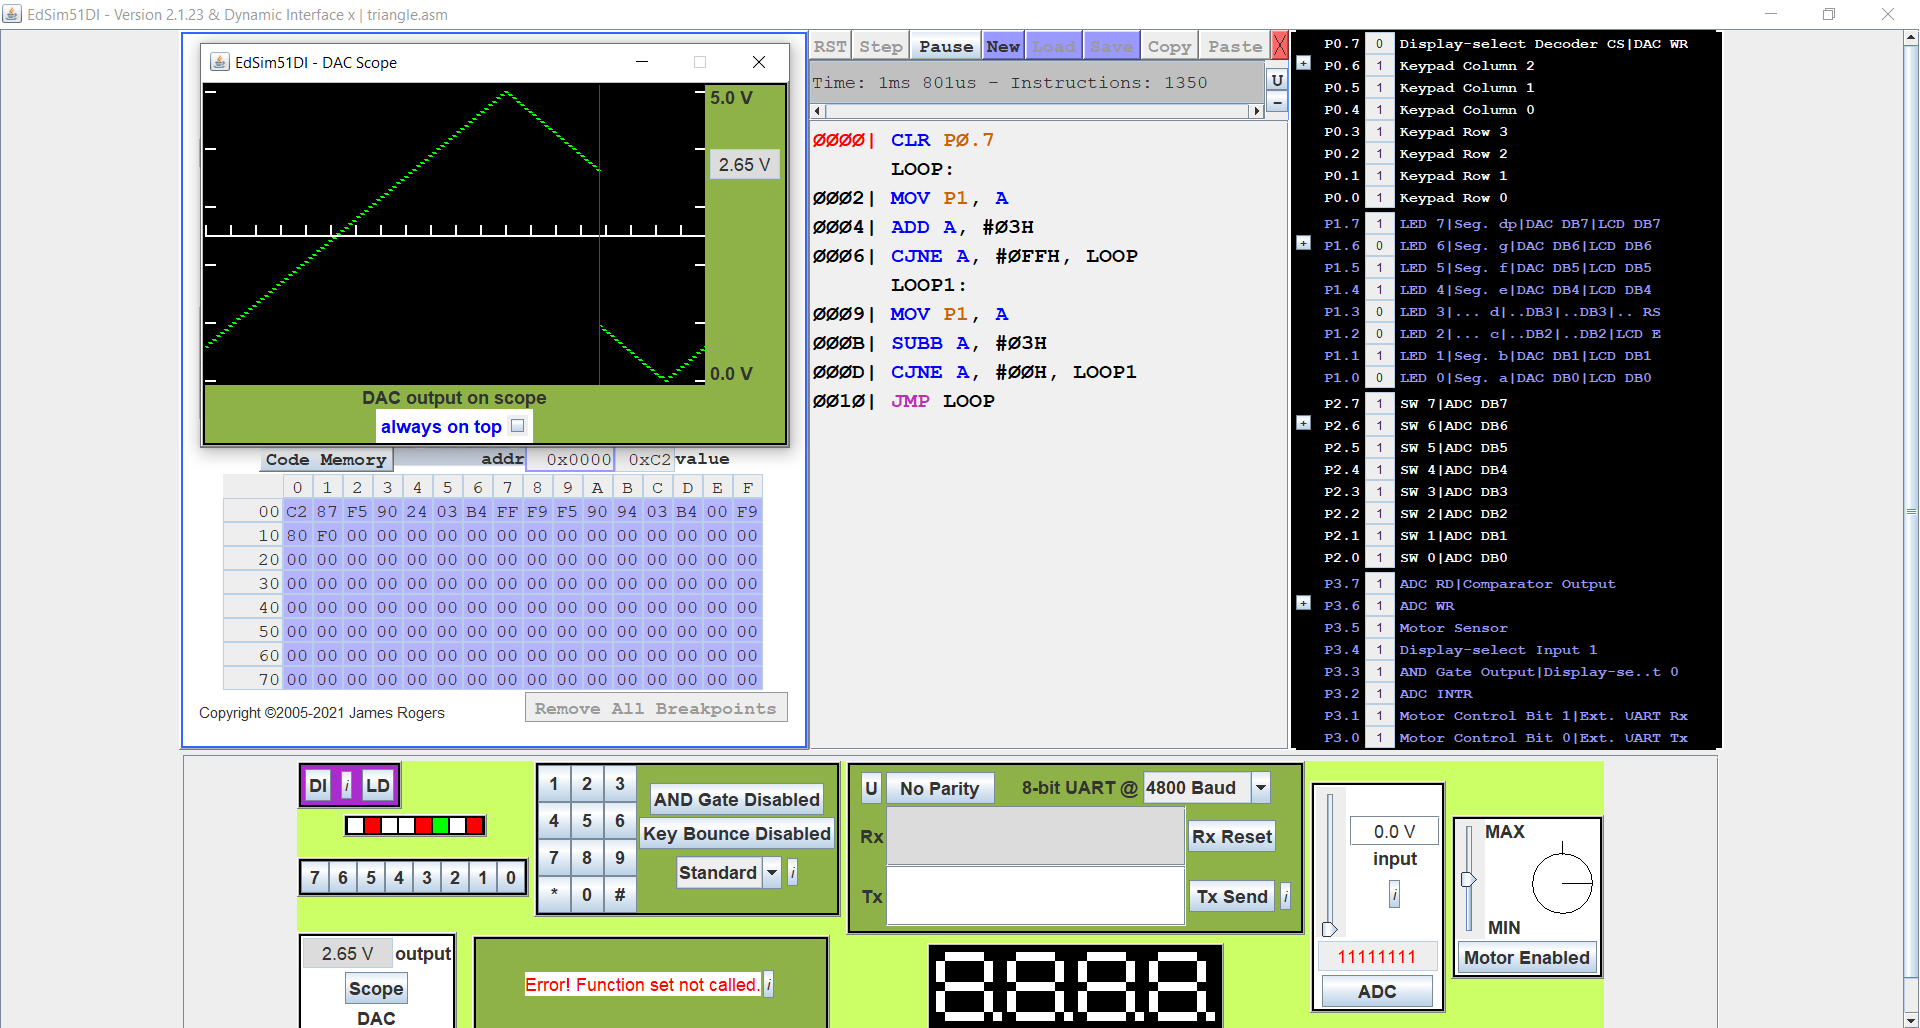 EdSim51DI - Version 2.1.23 & Dynamic Interface x | triangle.asm
EdSim51DI - DAC Scope
5.0 V
2.65 V
0.0 V
DAC output on scope
always on top
Code Memory addr 0x0000 0xC2 value
0 1 2 3 4 5 6 7 8 9 A B C D E F
00 C2 87 F5 90 24 03 B4 FF F9 F5 90 94 03 B4 00 F9
10 80 F0 00 00 00 00 00 00 00 00 00 00 00 00 00 00
20 00 00 00 00 00 00 00 00 00 00 00 00 00 00 00 00
30 00 00 00 00 00 00 00 00 00 00 00 00 00 00 00 00
40 00 00 00 00 00 00 00 00 00 00 00 00 00 00 00 00
50 00 00 00 00 00 00 00 00 00 00 00 00 00 00 00 00
60 00 00 00 00 00 00 00 00 00 00 00 00 00 00 00 00
70 00 00 00 00 00 00 00 00 00 00 00 00 00 00 00 00
Copyright ©2005-2021 James Rogers
Remove All Breakpoints
RST Step Pause New Load Save Copy Paste X
Time: 1ms 801us - Instructions: 1350
U
-
0000| CLR P0.7
LOOP:
0002| MOV P1, A
0004| ADD A, #03H
0006| CJNE A, #0FFH, LOOP
LOOP1:
0009| MOV P1, A
000B| SUBB A, #03H
000D| CJNE A, #00H, LOOP1
0010| JMP LOOP
P0.7 0 Display-select Decoder CS|DAC WR
+
P0.6 1 Keypad Column 2
P0.5 1 Keypad Column 1
P0.4 1 Keypad Column 0
P0.3 1 Keypad Row 3
P0.2 1 Keypad Row 2
P0.1 1 Keypad Row 1
P0.0 1 Keypad Row 0
P1.7 1 LED 7|Seg. dp|DAC DB7|LCD DB7
+
P1.6 0 LED 6|Seg. g|DAC DB6|LCD DB6
P1.5 1 LED 5|Seg. f|DAC DB5|LCD DB5
P1.4 1 LED 4|Seg. e|DAC DB4|LCD DB4
P1.3 0 LED 3|... d|..DB3|..DB3|.. RS
P1.2 0 LED 2|... c|..DB2|..DB2|LCD E
P1.1 1 LED 1|Seg. b|DAC DB1|LCD DB1
P1.0 0 LED 0|Seg. a|DAC DB0|LCD DB0
P2.7 1 SW 7|ADC DB7
+
P2.6 1 SW 6|ADC DB6
P2.5 1 SW 5|ADC DB5
P2.4 1 SW 4|ADC DB4
P2.3 1 SW 3|ADC DB3
P2.2 1 SW 2|ADC DB2
P2.1 1 SW 1|ADC DB1
P2.0 1 SW 0|ADC DB0
P3.7 1 ADC RD|Comparator Output
+
P3.6 1 ADC WR
P3.5 1 Motor Sensor
P3.4 1 Display-select Input 1
P3.3 1 AND Gate Output|Display-se..t 0
P3.2 1 ADC INTR
P3.1 1 Motor Control Bit 1|Ext. UART Rx
P3.0 1 Motor Control Bit 0|Ext. UART Tx
DI i LD
7 6 5 4 3 2 1 0
2.65 V output
Scope
DAC
1 2 3
4 5 6
7 8 9
* 0 #
AND Gate Disabled
Key Bounce Disabled
Standard i
Error! Function set not called. i
U No Parity 8-bit UART @ 4800 Baud
Rx Rx Reset
Tx Tx Send i
8.8.8.8.
0.0 V
input
i
11111111
ADC
MAX
MIN
Motor Enabled